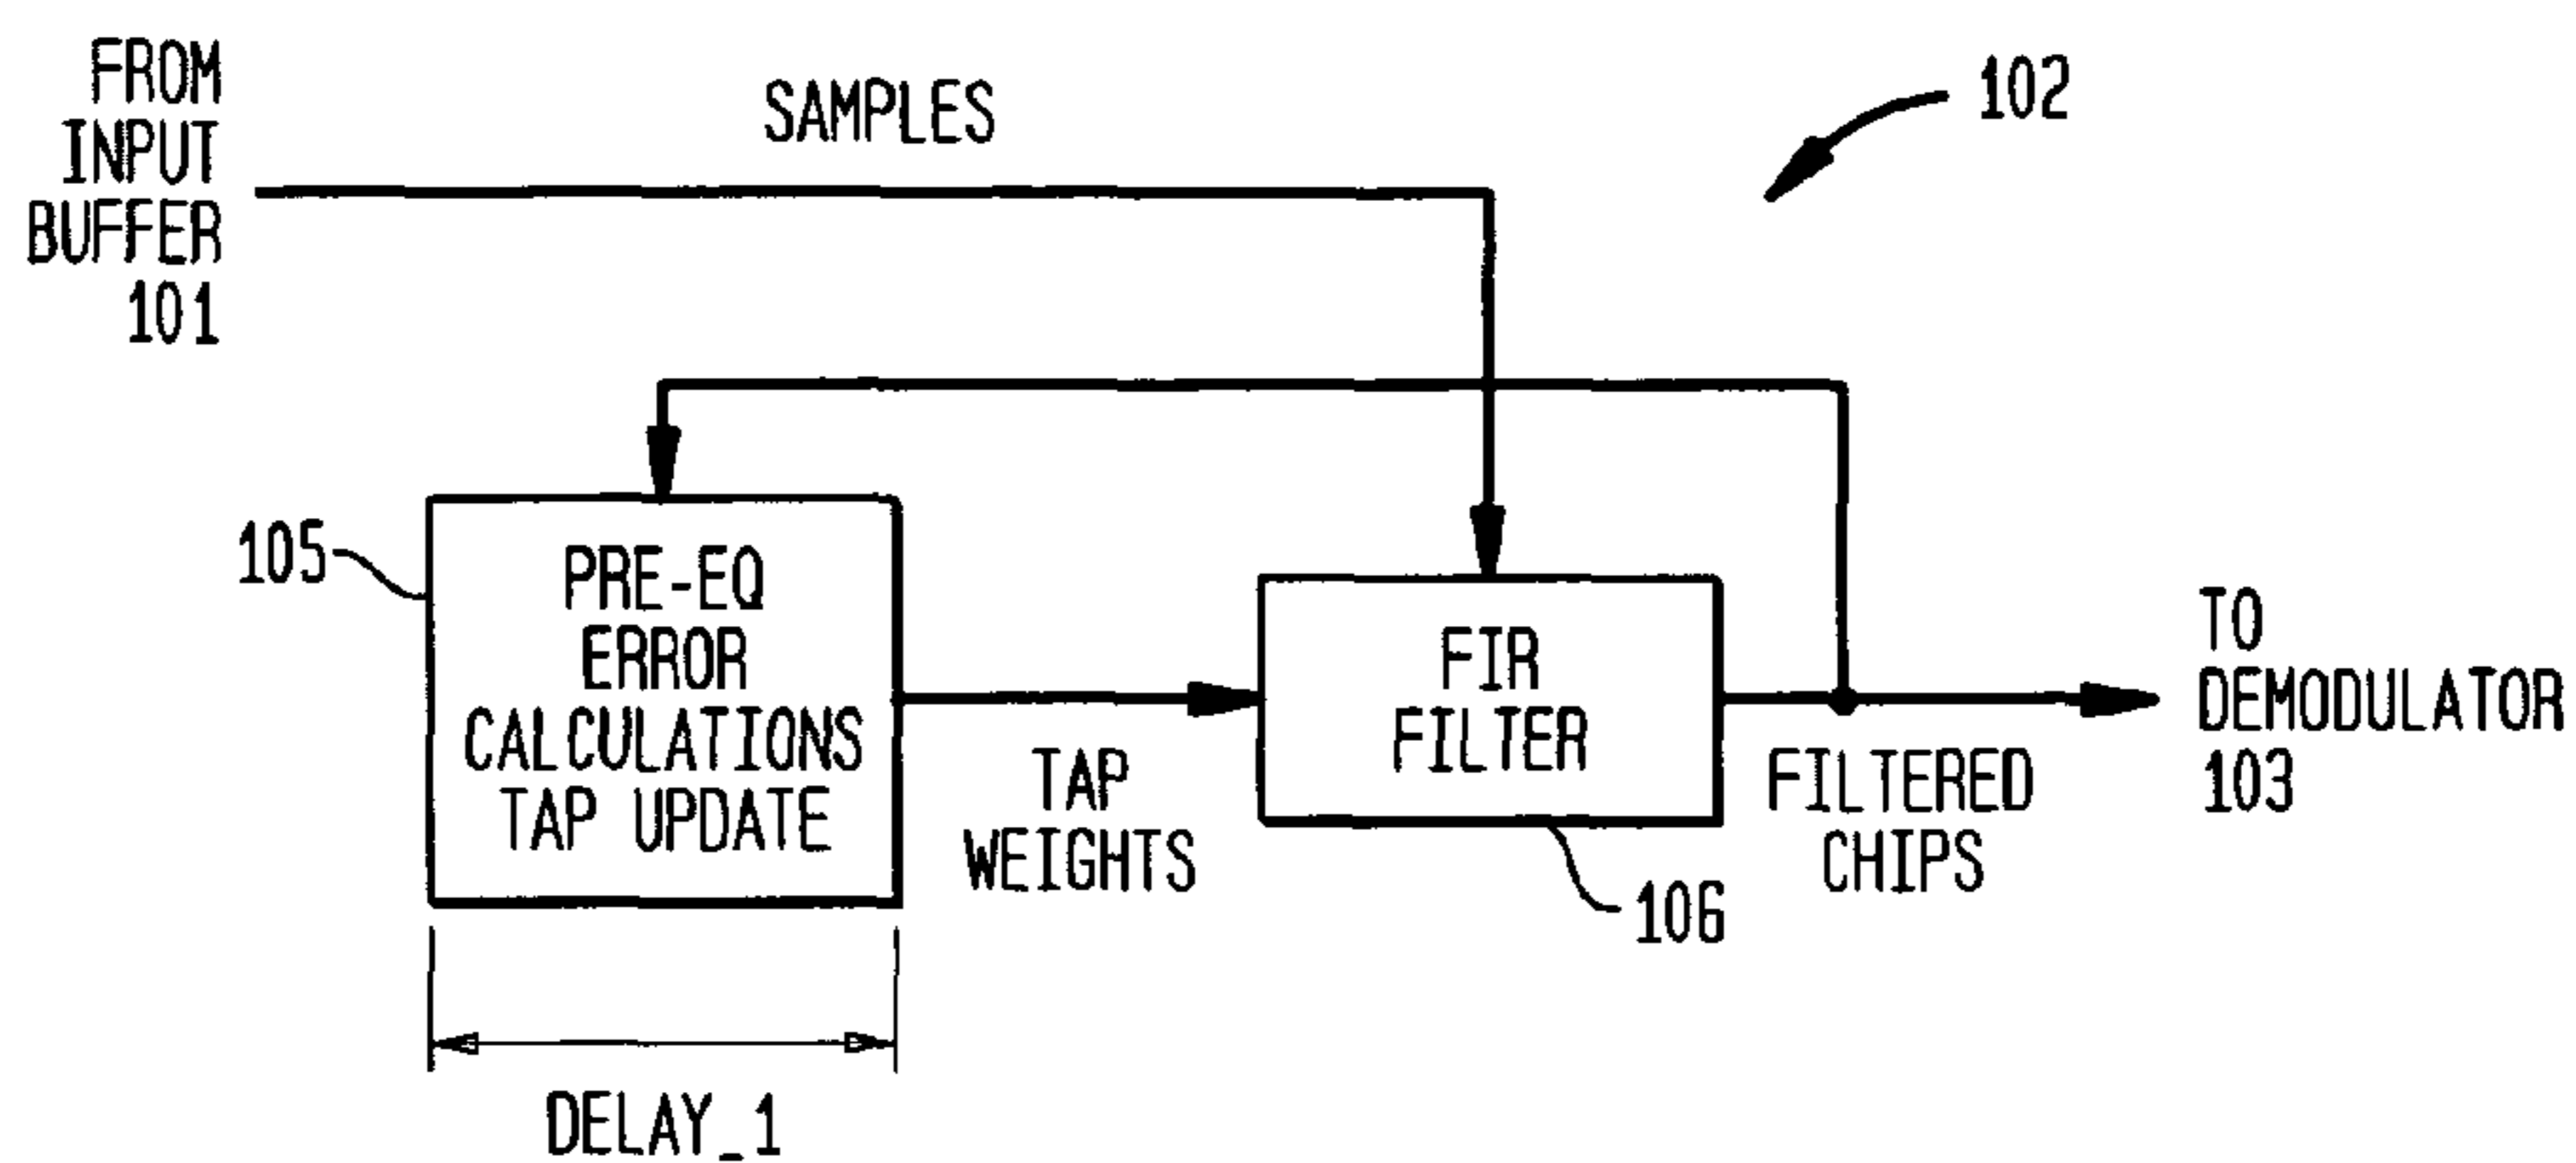 FROM
INPUT
BUFFER
101
SAMPLES
102
105
PRE-EQ
ERROR
CALCULATIONS
TAP UPDATE
TAP
WEIGHTS
FIR
FILTER
106
FILTERED
CHIPS
TO
DEMODULATOR
103
DELAY_1